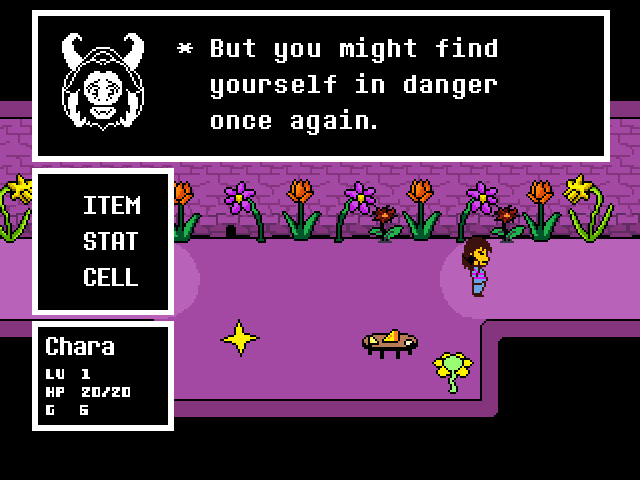 * But you might find
yourself in danger
once again.
ITEM
STAT
CELL
Chara
LV 1
HP 20/20
G 6